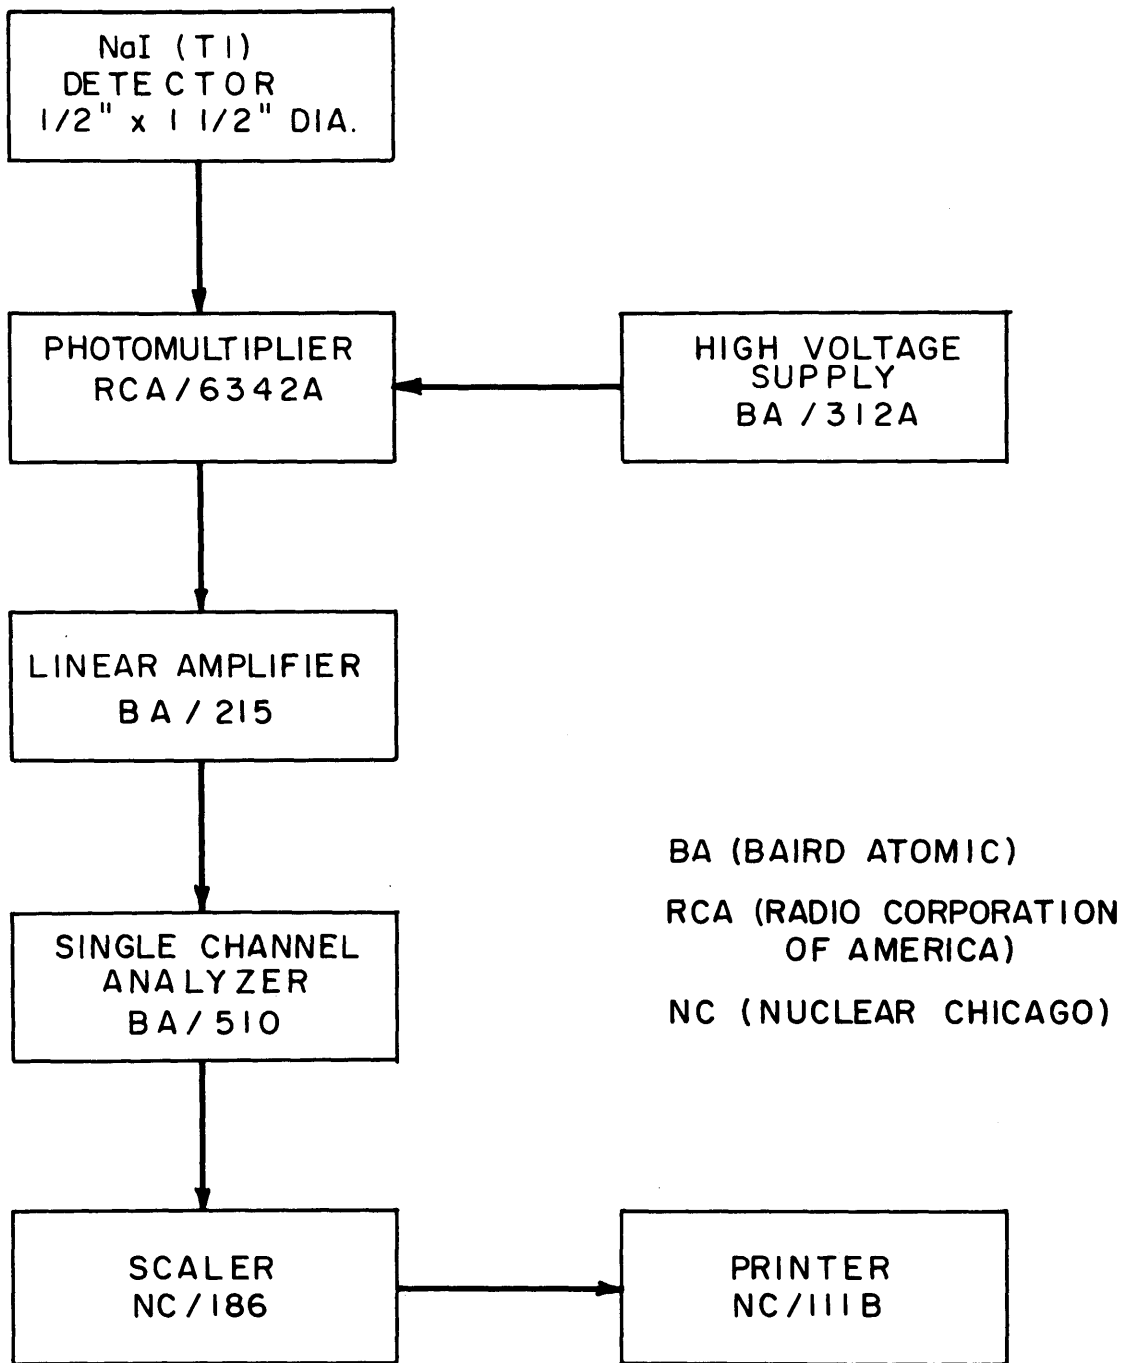 NaI (Tl)
DETECTOR
1/2" x 1 1/2" DIA.
PHOTOMULTIPLIER
RCA/6342A
HIGH VOLTAGE
SUPPLY
BA /312A
LINEAR AMPLIFIER
BA / 215
SINGLE CHANNEL
ANALYZER
BA/510
BA (BAIRD ATOMIC)
RCA (RADIO CORPORATION
OF AMERICA)
NC (NUCLEAR CHICAGO)
SCALER
NC/186
PRINTER
NC/111B